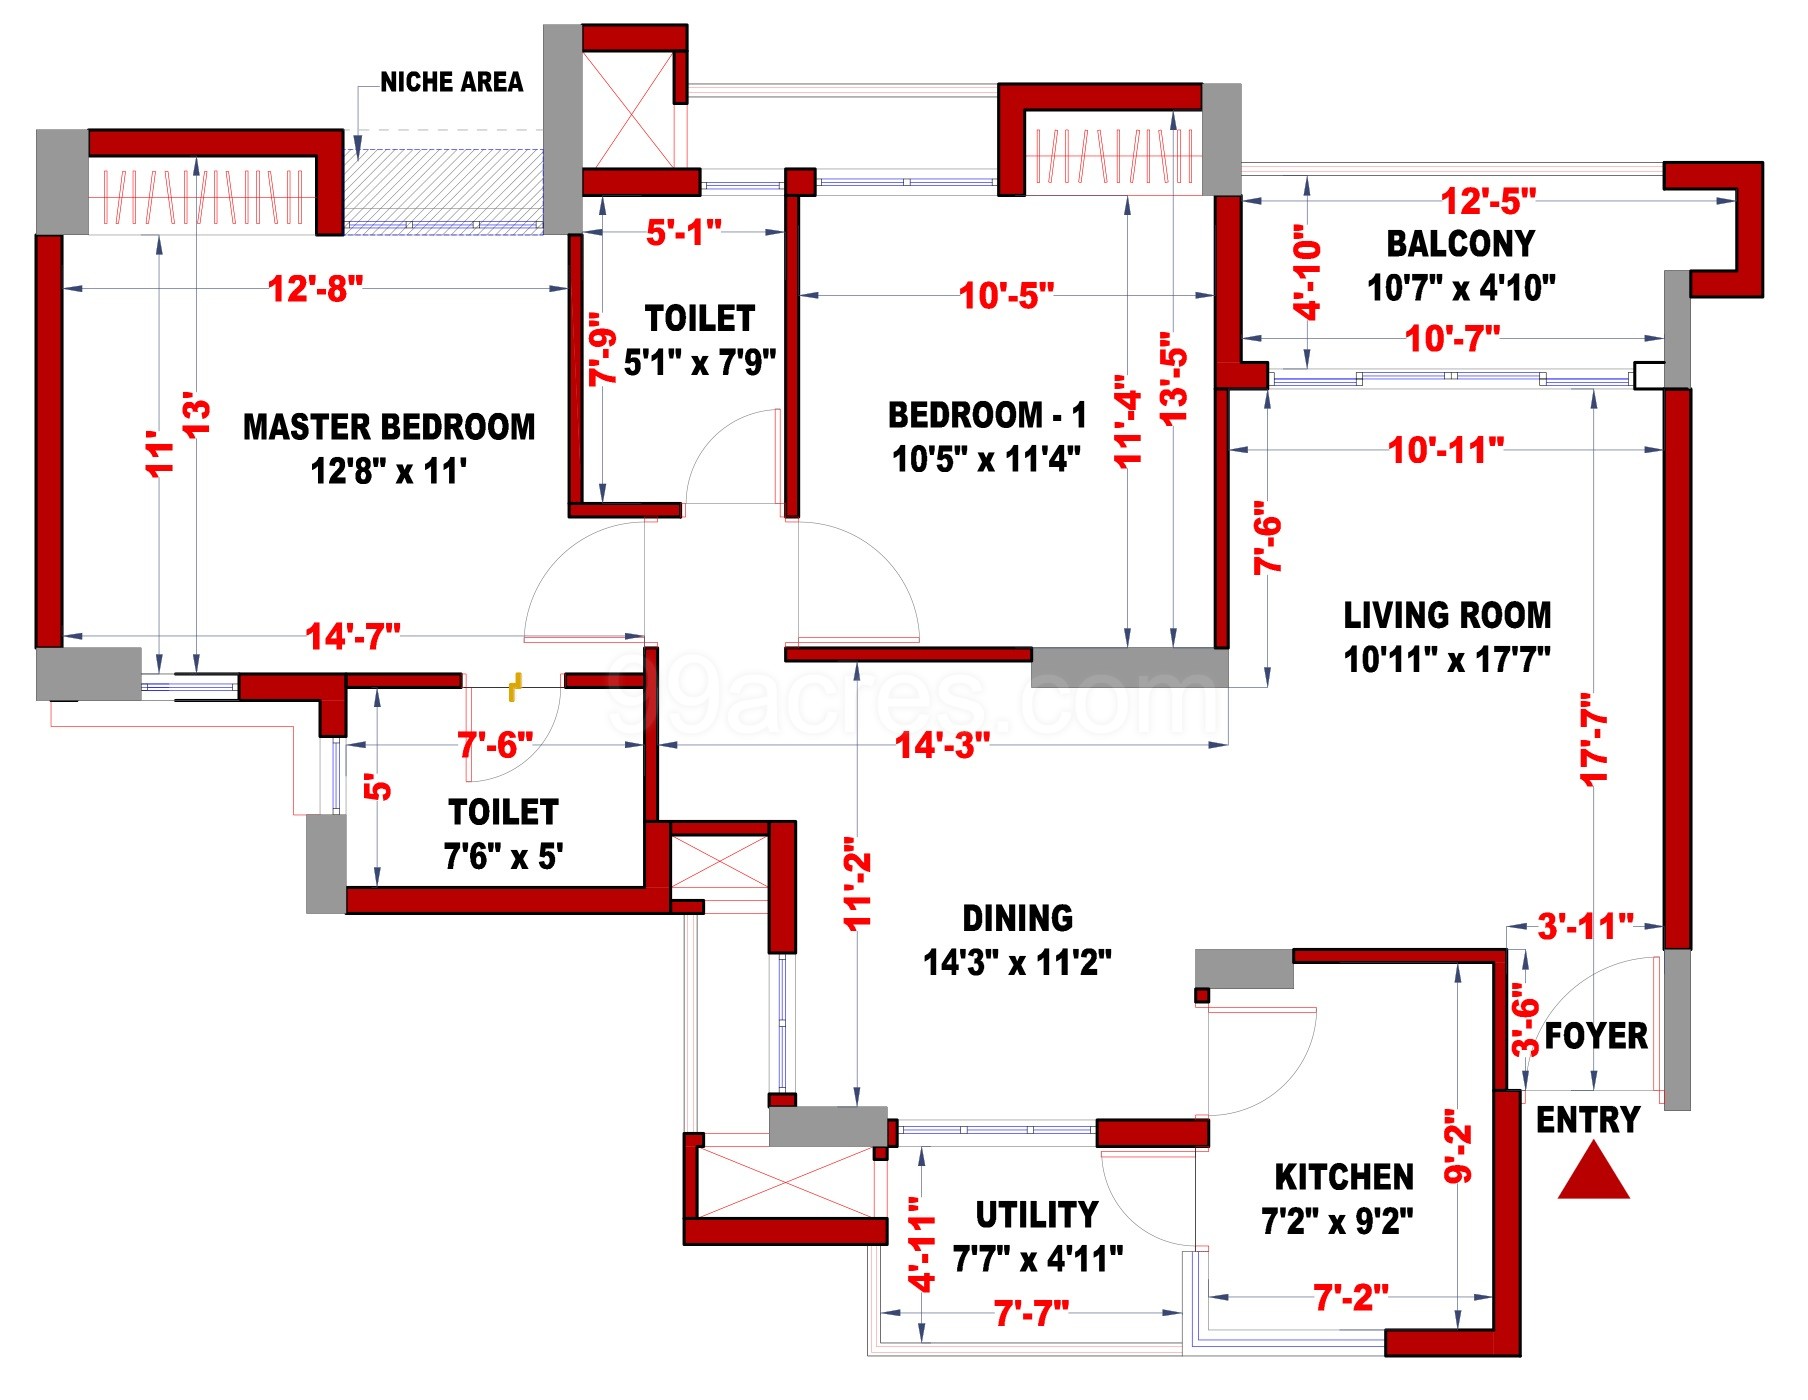 NICHE AREA
12'-5"
BALCONY
10'7" x 4'10"
4'-10"
10'-7"
5'-1"
12'-8"
10'-5"
TOILET
5'1" x 7'9"
7'-9"
13'
11'
MASTER BEDROOM
12'8" x 11'
BEDROOM - 1
10'5" x 11'4"
11'-4"
13'-5"
10'-11"
7'-6"
LIVING ROOM
10'11" x 17'7"
14'-7"
99acres.com
7'-6"
5'
TOILET
7'6" x 5'
14'-3"
17'-7"
11'-2"
DINING
14'3" x 11'2"
3'-11"
3'-6"
FOYER
ENTRY
9'-2"
KITCHEN
7'2" x 9'2"
7'-2"
UTILITY
7'7" x 4'11"
4'-11"
7'-7"